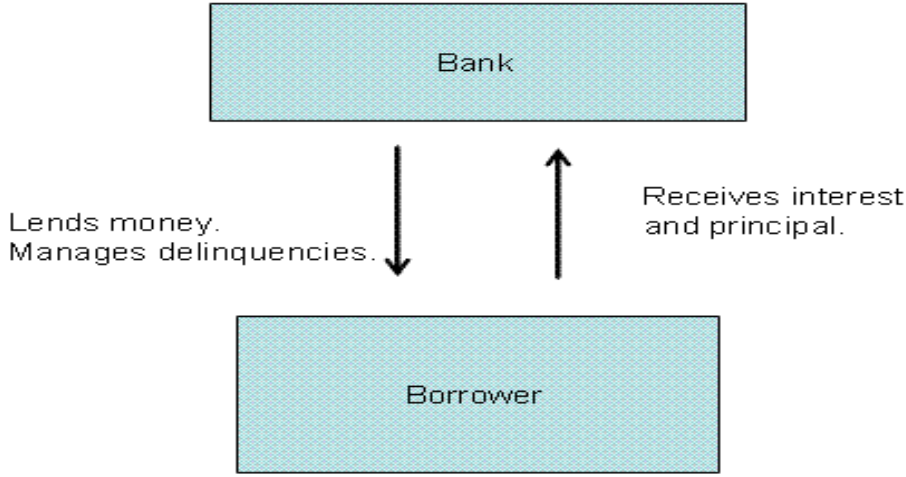 Bank
Lends money.
Manages delinquencies.
Receives interest
and principal.
Borrower